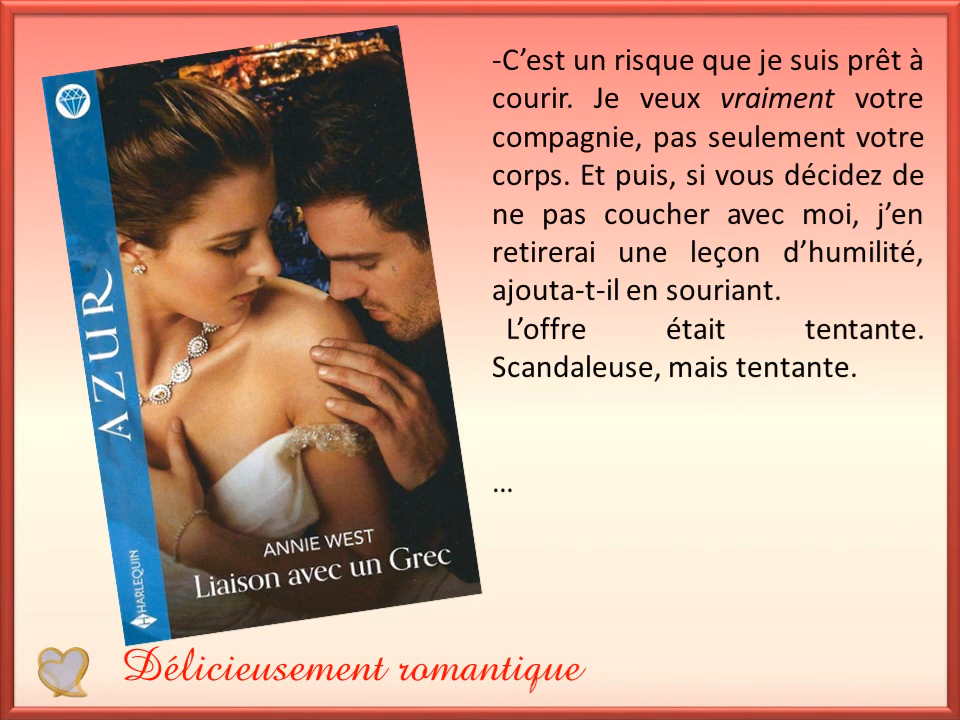 -C’est un risque que je suis prêt à
courir. Je veux vraiment votre
compagnie, pas seulement votre
corps. Et puis, si vous décidez de
ne pas coucher avec moi, j’en
retirerai une leçon d’humilité,
ajouta-t-il en souriant.
L’offre était tentante.
Scandaleuse, mais tentante.
…
AZUR
HARLEQUIN
ANNIE WEST
Liaison avec un Grec
Délicieusement romantique